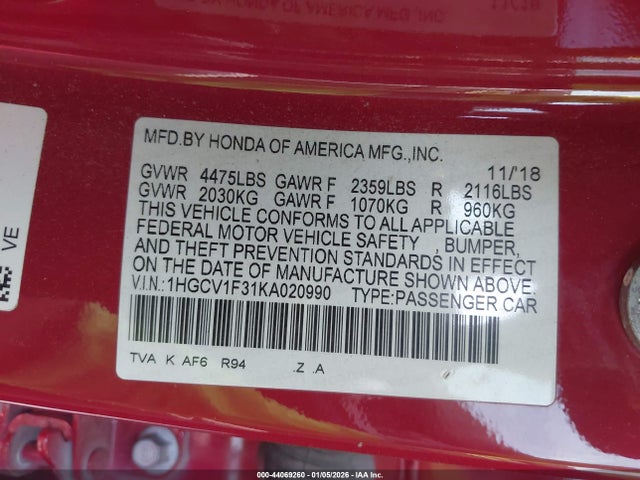 MFD.BY HONDA OF AMERICA MFG.,INC.
11/18
GVWR 4475LBS GAWR F 2359LBS R 2116LBS
GVWR 2030KG GAWR F 1070KG R 960KG
THIS VEHICLE CONFORMS TO ALL APPLICABLE
FEDERAL MOTOR VEHICLE SAFETY , BUMPER,
AND THEFT PREVENTION STANDARDS IN EFFECT
ON THE DATE OF MANUFACTURE SHOWN ABOVE.
V.I.N.:1HGCV1F31KA020990 TYPE:PASSENGER CAR
TVA K AF6 R94 .Z .A
VE
000-44069260 - 01/05/2026 - IAA Inc.